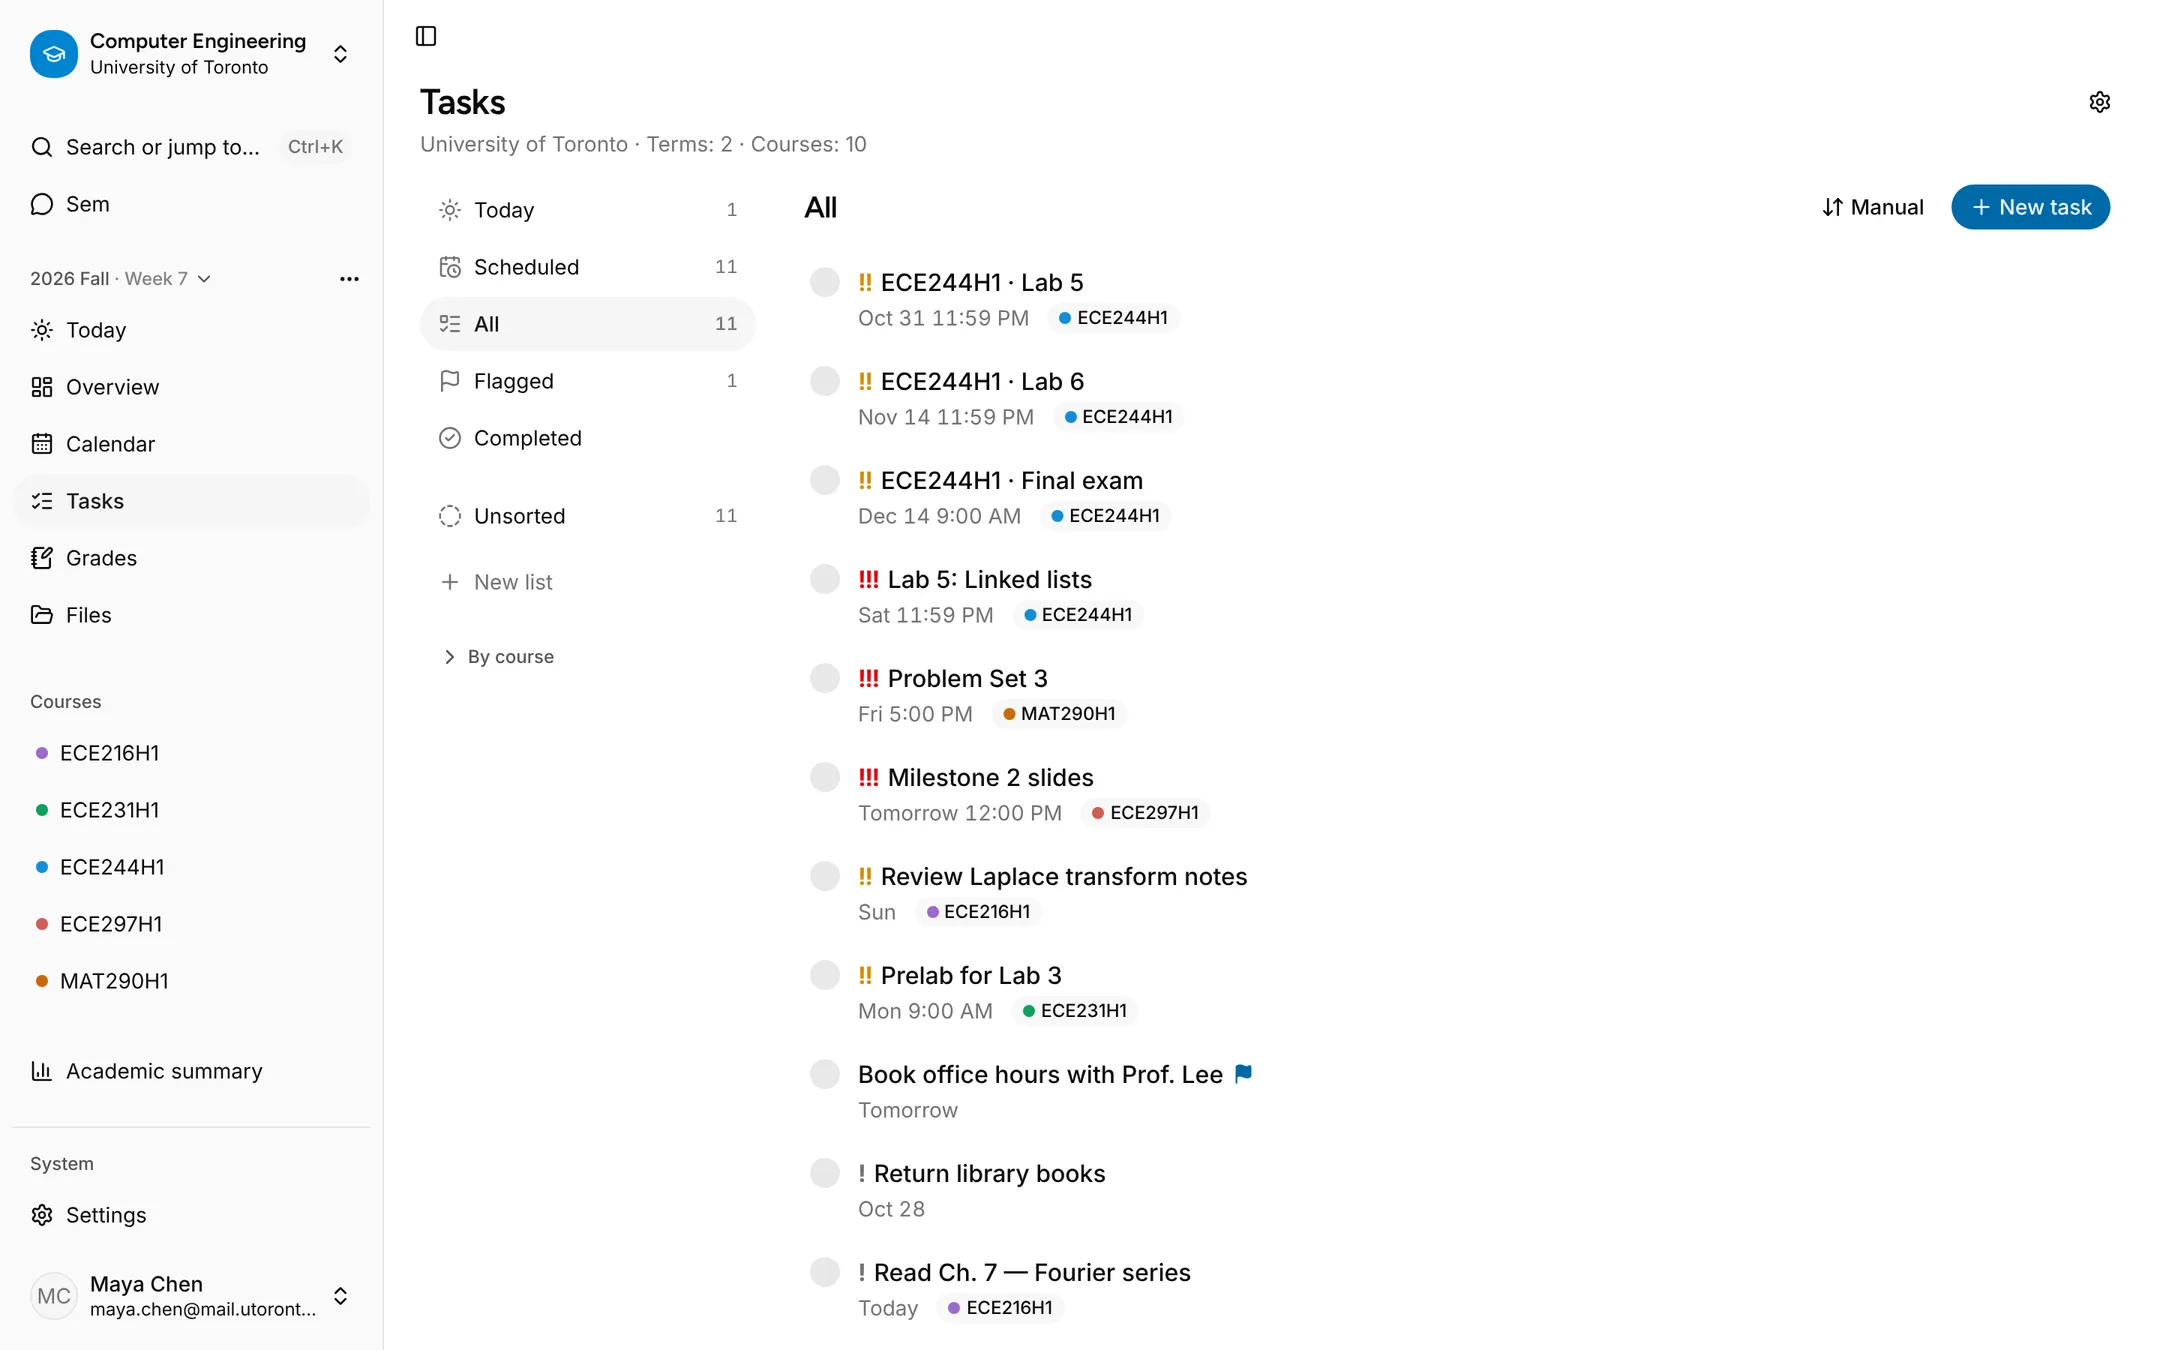 Computer Engineering
University of Toronto
Search or jump to... Ctrl+K
Sem
2026 Fall · Week 7
Today
Overview
Calendar
Tasks
Grades
Files
Courses
ECE216H1
ECE231H1
ECE244H1
ECE297H1
MAT290H1
Academic summary
System
Settings
MC
Maya Chen
maya.chen@mail.utoront...
Tasks
University of Toronto · Terms: 2 · Courses: 10
Today 1
Scheduled 11
All 11
Flagged 1
Completed
Unsorted 11
+ New list
By course
All
Manual
+ New task
!! ECE244H1 · Lab 5
Oct 31 11:59 PM ECE244H1
!! ECE244H1 · Lab 6
Nov 14 11:59 PM ECE244H1
!! ECE244H1 · Final exam
Dec 14 9:00 AM ECE244H1
!!! Lab 5: Linked lists
Sat 11:59 PM ECE244H1
!!! Problem Set 3
Fri 5:00 PM MAT290H1
!!! Milestone 2 slides
Tomorrow 12:00 PM ECE297H1
!! Review Laplace transform notes
Sun ECE216H1
!! Prelab for Lab 3
Mon 9:00 AM ECE231H1
Book office hours with Prof. Lee
Tomorrow
! Return library books
Oct 28
! Read Ch. 7 — Fourier series
Today ECE216H1